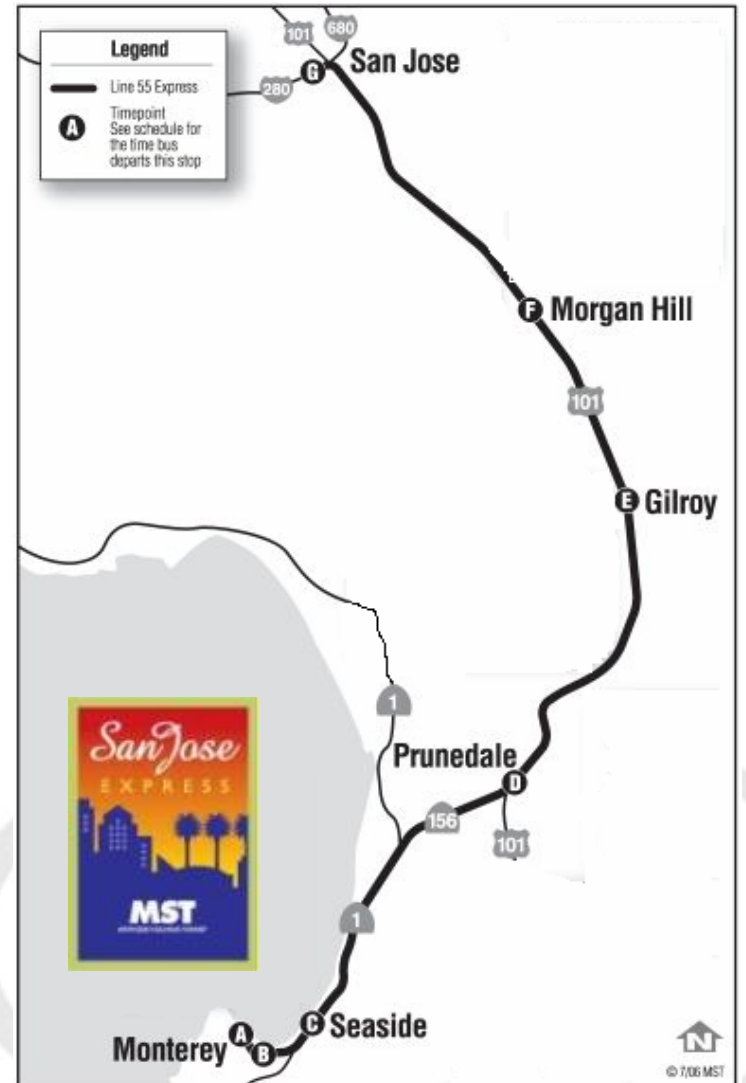 Legend
Line 55 Express
A
Timepoint
See schedule for
the time bus
departs this stop
101
680
G
San Jose
280
F
Morgan Hill
101
E
Gilroy
1
San Jose
EXPRESS
MST
Prunedale
D
156
101
1
C
Seaside
Monterey
A
B
N
© 7/06 MST